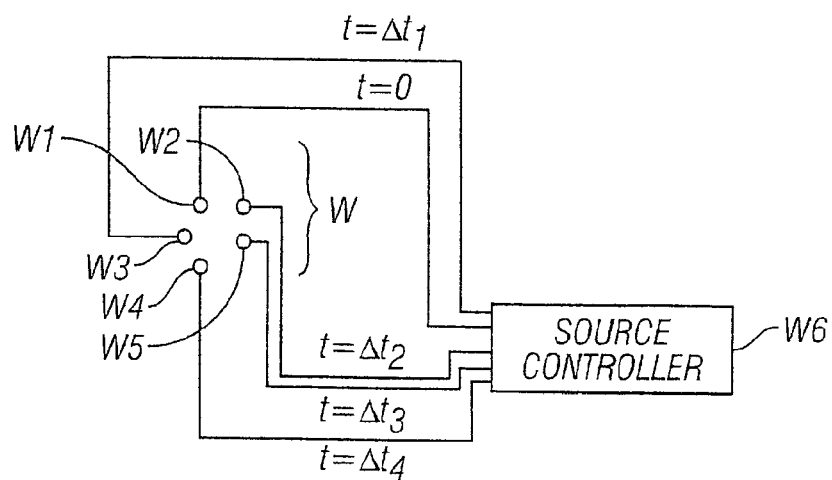 t=Δt₁
t=0
W1
W2
W
W3
W4
W5
SOURCE
CONTROLLER
W6
t=Δt₂
t=Δt₃
t=Δt₄